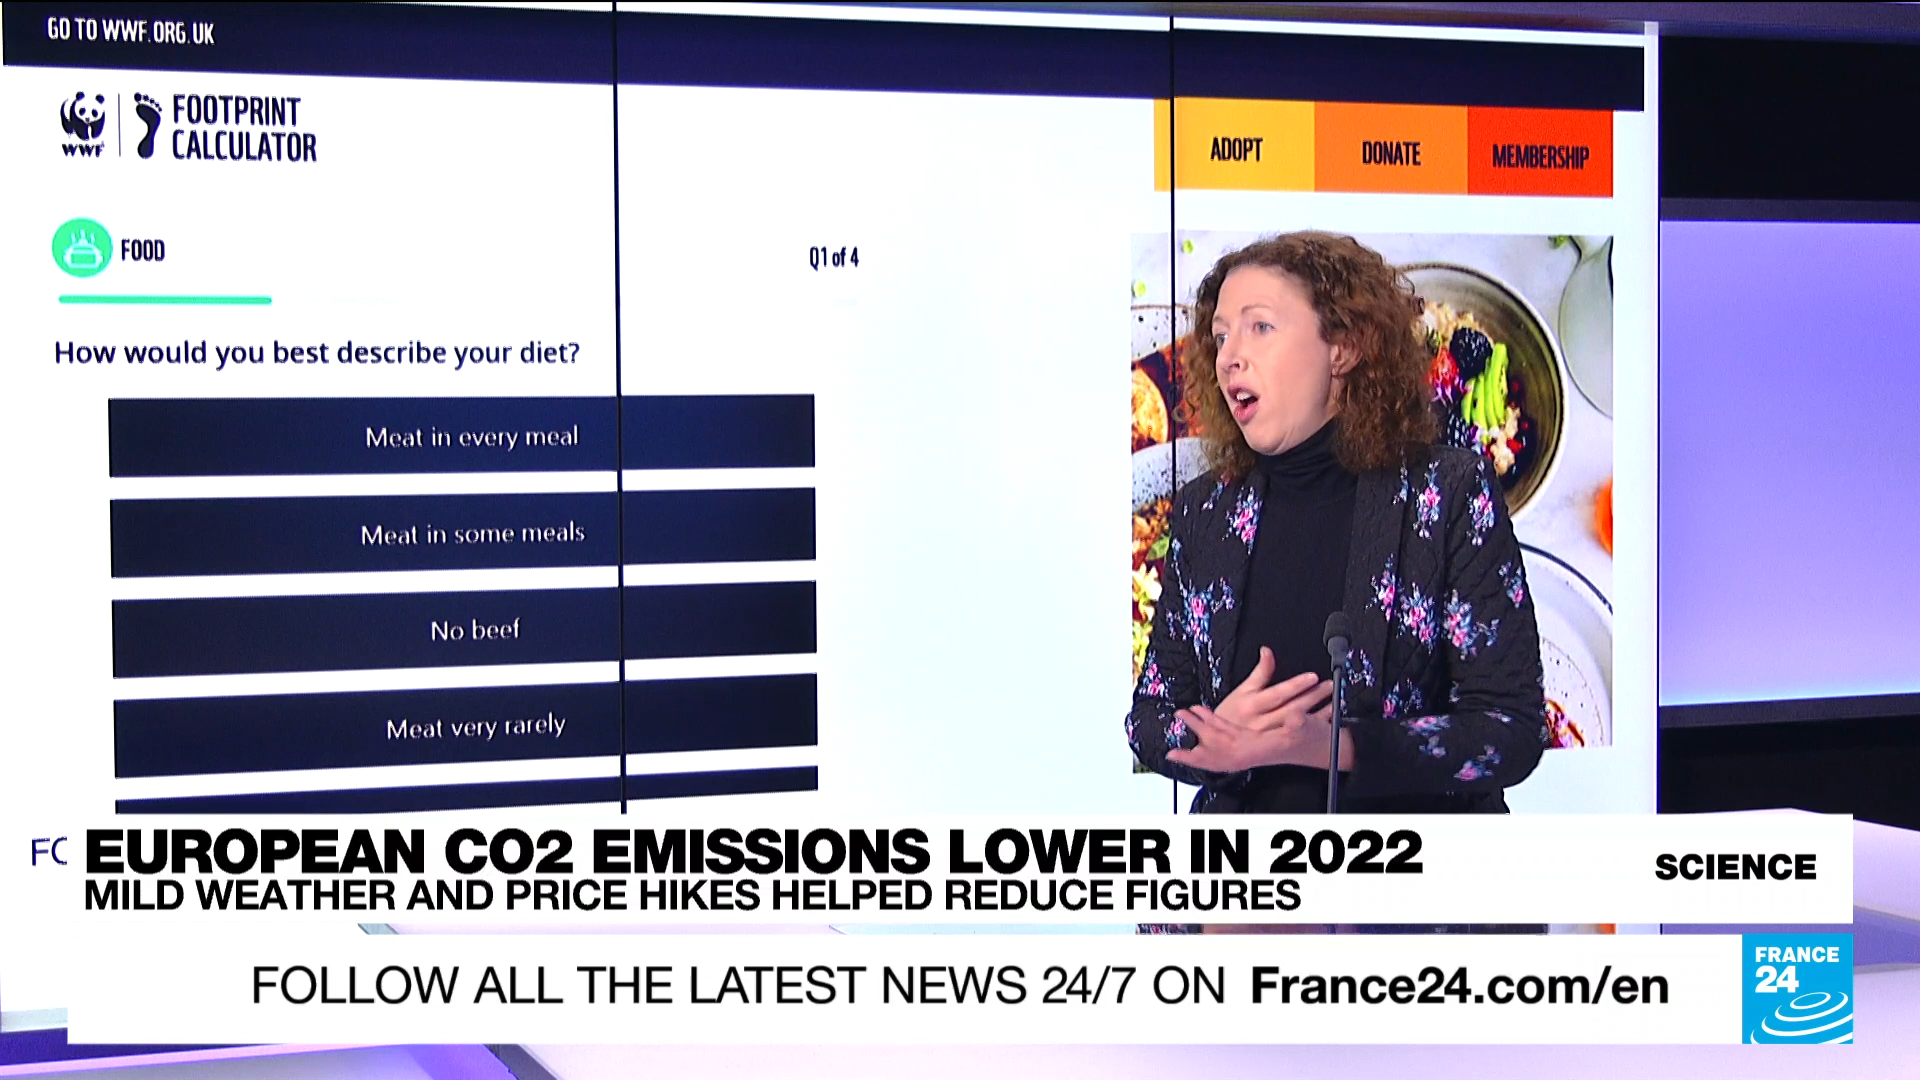 GO TO WWF.ORG.UK
WWF
FOOTPRINT
CALCULATOR
ADOPT
DONATE
MEMBERSHIP
FOOD
Q1 of 4
How would you best describe your diet?
Meat in every meal
Meat in some meals
No beef
Meat very rarely
FO
EUROPEAN CO2 EMISSIONS LOWER IN 2022
MILD WEATHER AND PRICE HIKES HELPED REDUCE FIGURES
SCIENCE
FOLLOW ALL THE LATEST NEWS 24/7 ON France24.com/en
FRANCE
24